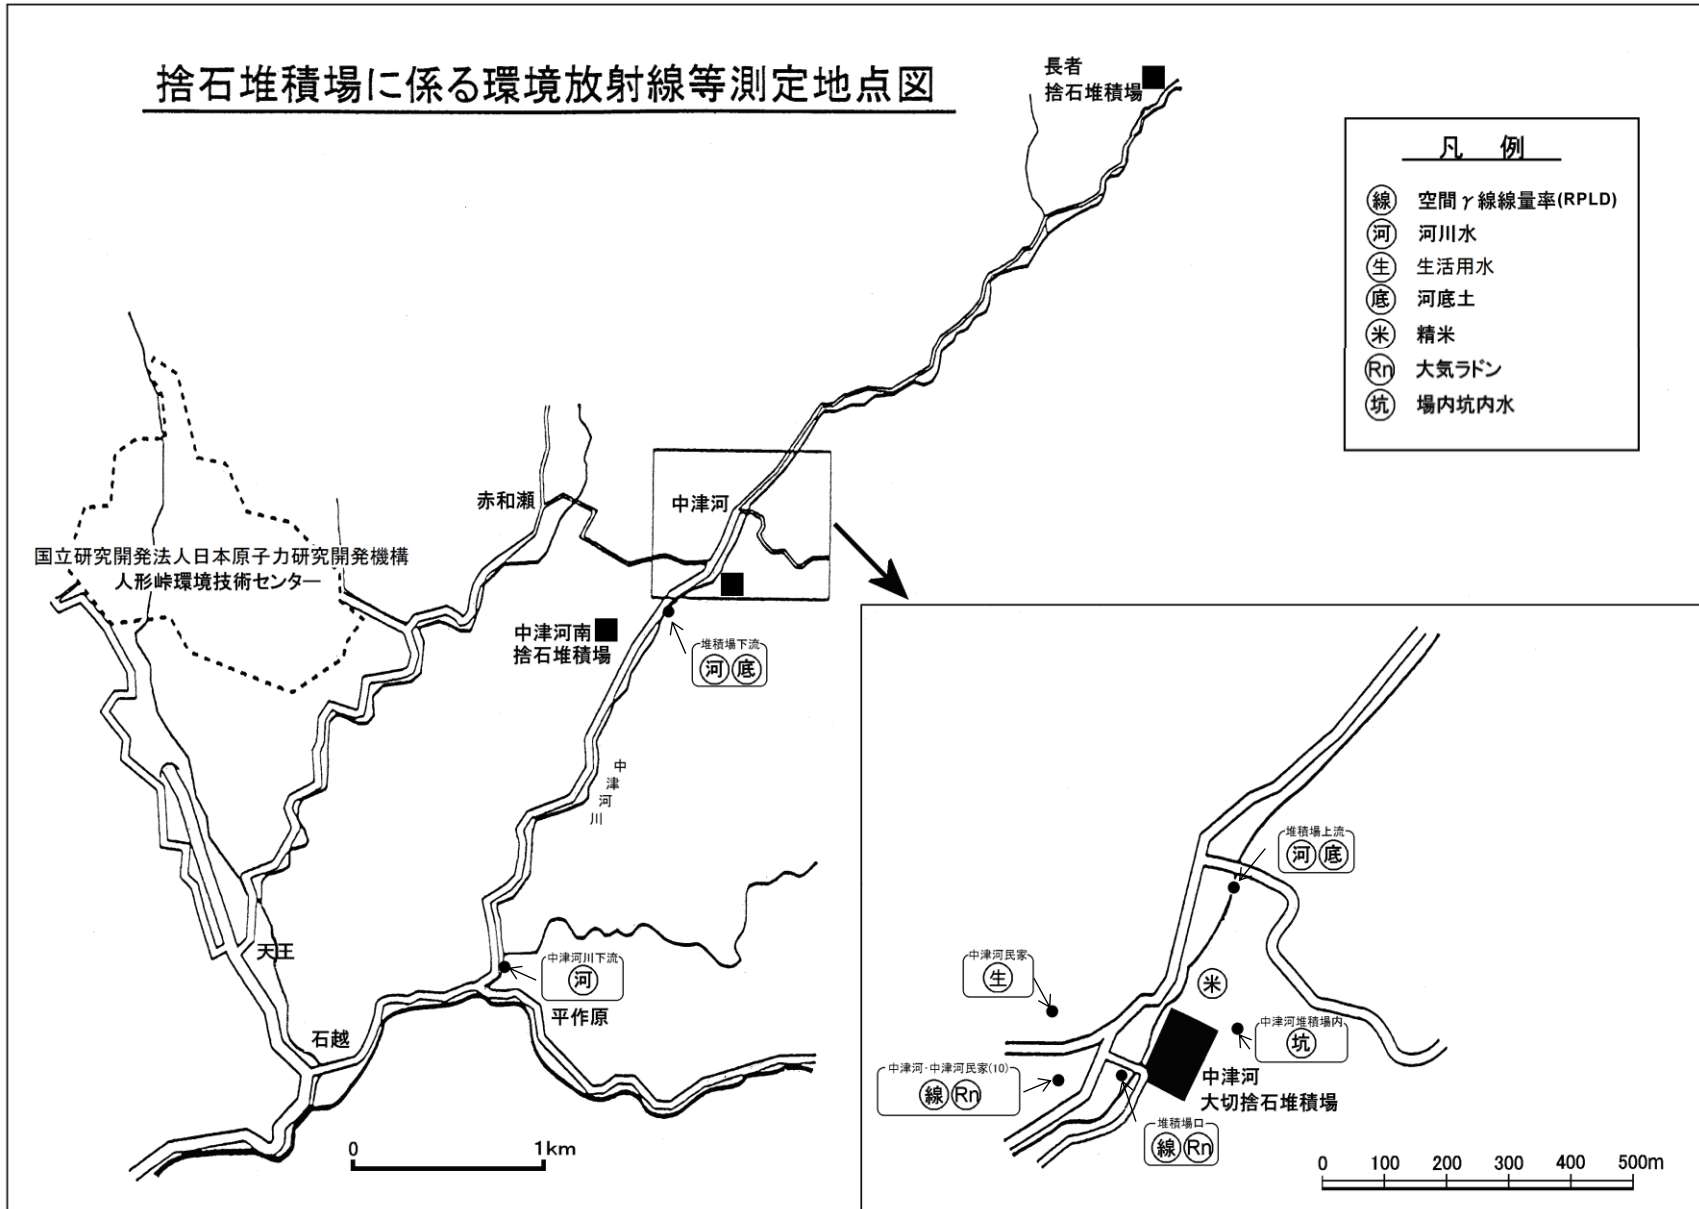 捨石堆積場に係る環境放射線等測定地点図
長者
捨石堆積場
凡 例
線 空間γ線線量率(RPLD)
河 河川水
生 生活用水
底 河底土
米 精米
Rn 大気ラドン
坑 場内坑内水
赤和瀬
中津河
国立研究開発法人日本原子力研究開発機構
人形峠環境技術センター
中津河南
捨石堆積場
堆積場下流
河 底
中津河川
天王
中津河川下流
河
平作原
石越
0 1km
堆積場上流
河 底
中津河民家
生
米
中津河堆積場内
坑
中津河・中津河民家(10)
線 Rn
中津河
大切捨石堆積場
堆積場口
線 Rn
0 100 200 300 400 500m